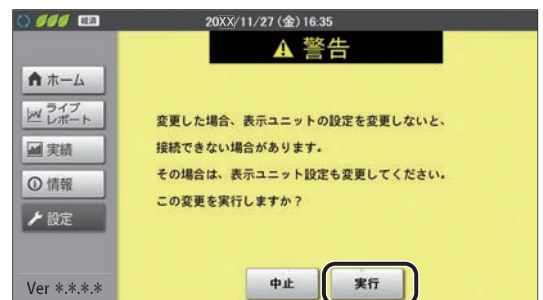 経済
20XX/11/27 (金) 16:35
警告
ホーム
ライブ
レポート
実績
情報
設定
変更した場合、表示ユニットの設定を変更しないと、
接続できない場合があります。
その場合は、表示ユニット設定も変更してください。
この変更を実行しますか？
中止 実行
Ver *.*.*.*